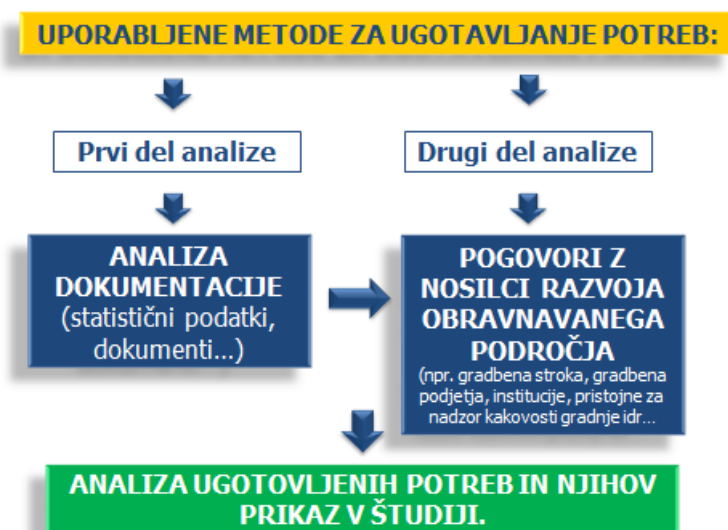 UPORABLJENE METODE ZA UGOTAVLJANJE POTREB:
Prvi del analize
Drugi del analize
ANALIZA
DOKUMENTACIJE
(statistični podatki,
dokumenti...)
POGOVORI Z
NOSILCI RAZVOJA
OBRAVNAVANEGA
PODROČJA
(npr. gradbena stroka, gradbena
podjetja, institucije, pristojne za
nadzor kakovosti gradnje idr...
ANALIZA UGOTOVLJENIH POTREB IN NJIHOV
PRIKAZ V ŠTUDIJI.